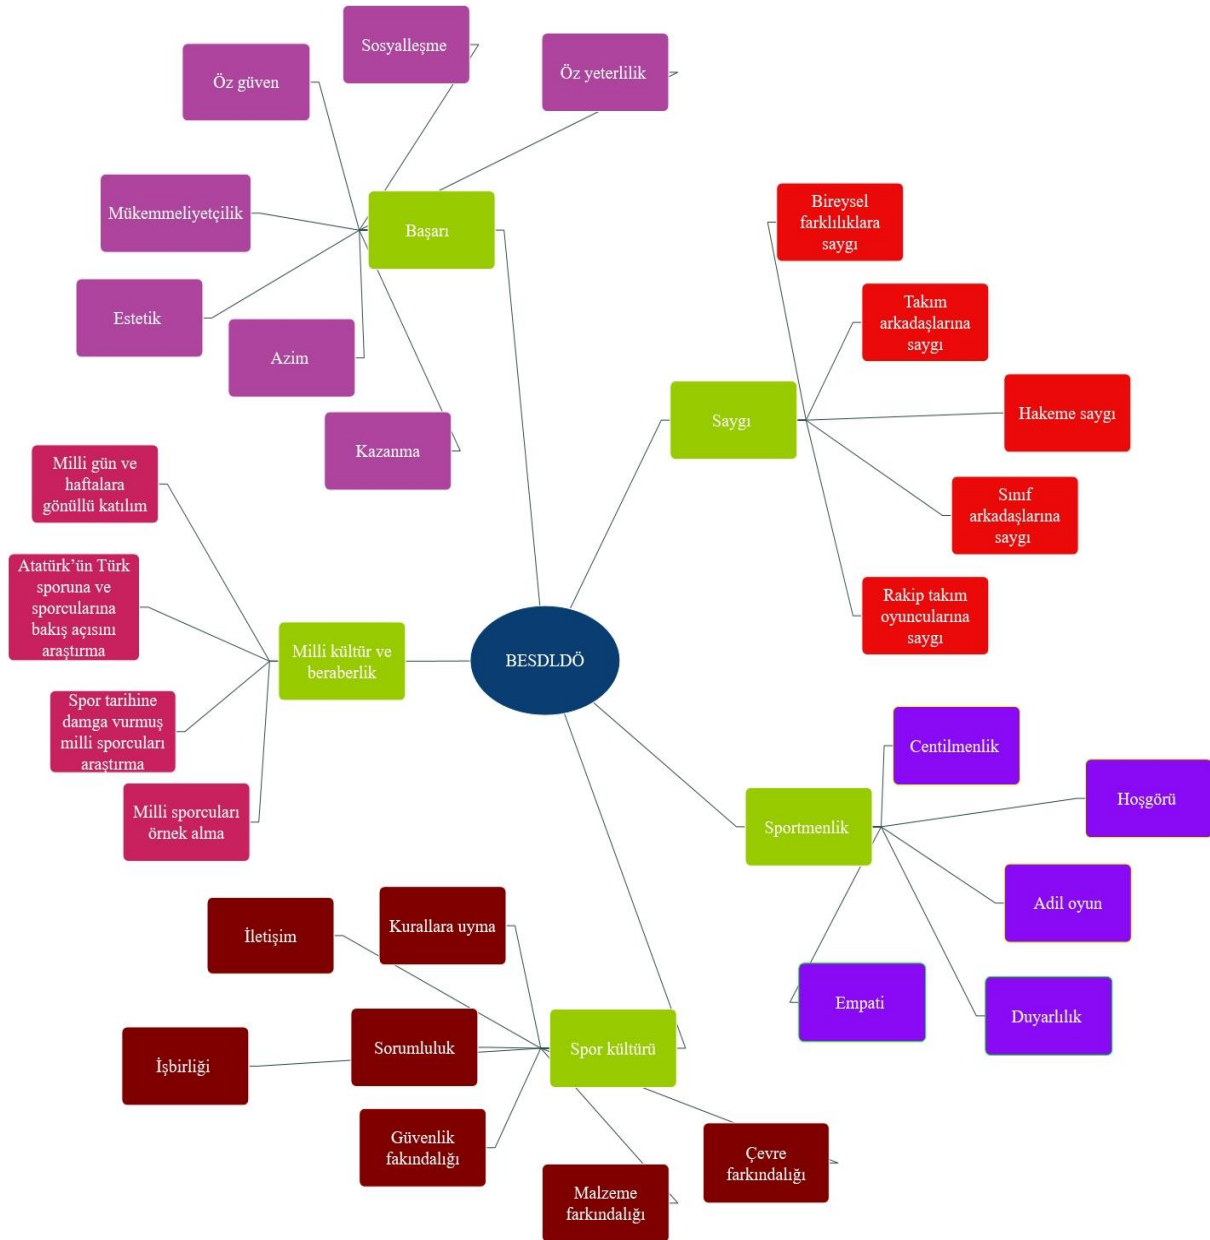 Sosyalleşme
Öz yeterlilik
Öz güven
Mükemmeliyetçilik
Başarı
Estetik
Azim
Kazanma
Bireysel
farklılıklara
saygı
Takım
arkadaşlarına
saygı
Saygı
Hakeme saygı
Sınıf
arkadaşlarına
saygı
Rakip takım
oyuncularına
saygı
Milli gün ve
haftalara
gönüllü katılım
Atatürk’ün Türk
sporuna ve
sporcularına
bakış açısını
araştırma
Milli kültür ve
beraberlik
BESDLDÖ
Spor tarihine
damga vurmuş
milli sporcuları
araştırma
Milli sporcuları
örnek alma
Centilmenlik
Hoşgörü
Sportmenlik
Adil oyun
Empati
Duyarlılık
Kurallara uyma
İletişim
Sorumluluk
Spor kültürü
İşbirliği
Güvenlik
fakındalığı
Çevre
farkındalığı
Malzeme
farkındalığı